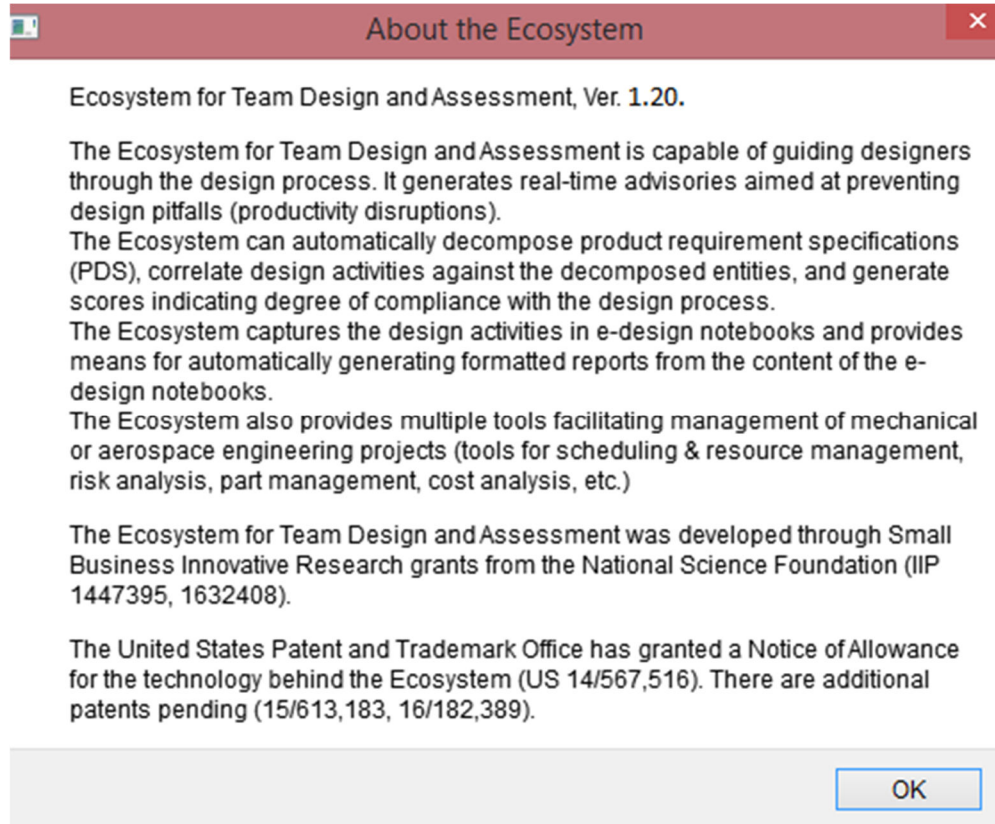 About the Ecosystem
Ecosystem for Team Design and Assessment, Ver. 1.20.
The Ecosystem for Team Design and Assessment is capable of guiding designers
through the design process. It generates real-time advisories aimed at preventing
design pitfalls (productivity disruptions).
The Ecosystem can automatically decompose product requirement specifications
(PDS), correlate design activities against the decomposed entities, and generate
scores indicating degree of compliance with the design process.
The Ecosystem captures the design activities in e-design notebooks and provides
means for automatically generating formatted reports from the content of the e-
design notebooks.
The Ecosystem also provides multiple tools facilitating management of mechanical
or aerospace engineering projects (tools for scheduling & resource management,
risk analysis, part management, cost analysis, etc.)
The Ecosystem for Team Design and Assessment was developed through Small
Business Innovative Research grants from the National Science Foundation (IIP
1447395, 1632408).
The United States Patent and Trademark Office has granted a Notice of Allowance
for the technology behind the Ecosystem (US 14/567,516). There are additional
patents pending (15/613,183, 16/182,389).
OK